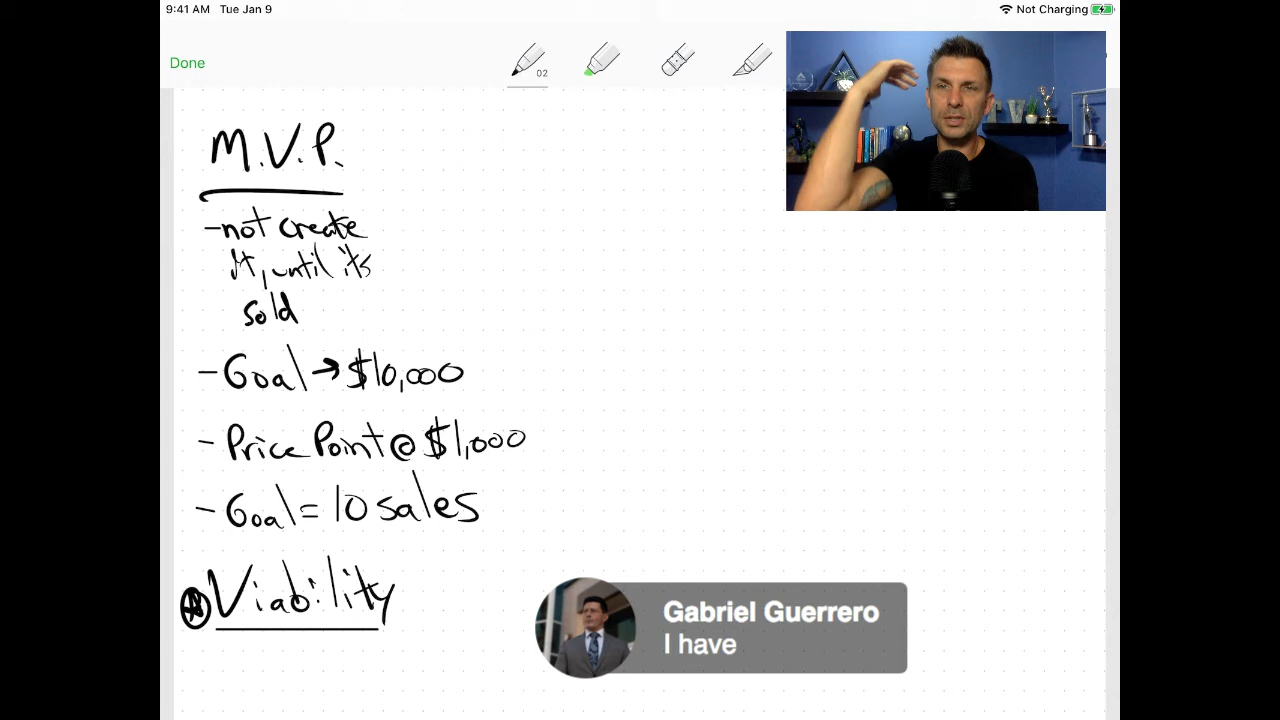 9:41 AM Tue Jan 9
Not Charging
Done
02
M.V.P.
-not create
it, until its
sold
- Goal → $10,000
- Price Point @ $1,000
- Goal = 10 sales
Viability
Gabriel Guerrero
I have